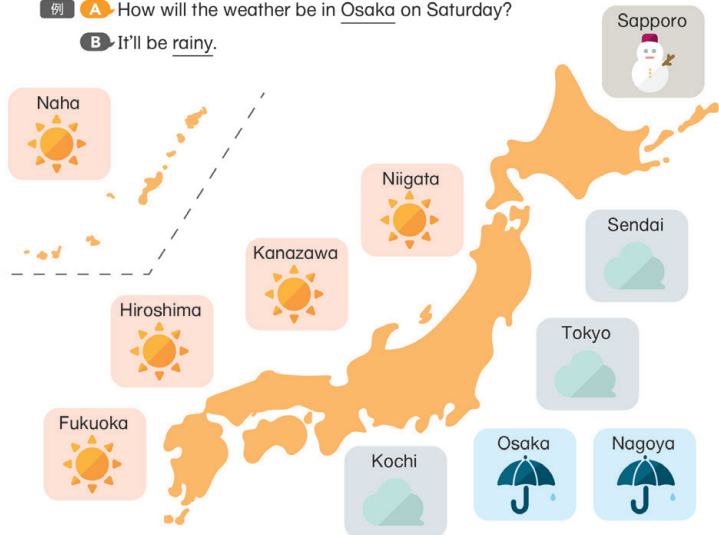 例 A How will the weather be in Osaka on Saturday?
B It'll be rainy.
Sapporo
Naha
Niigata
Sendai
Kanazawa
Hiroshima
Tokyo
Fukuoka
Osaka
Nagoya
Kochi